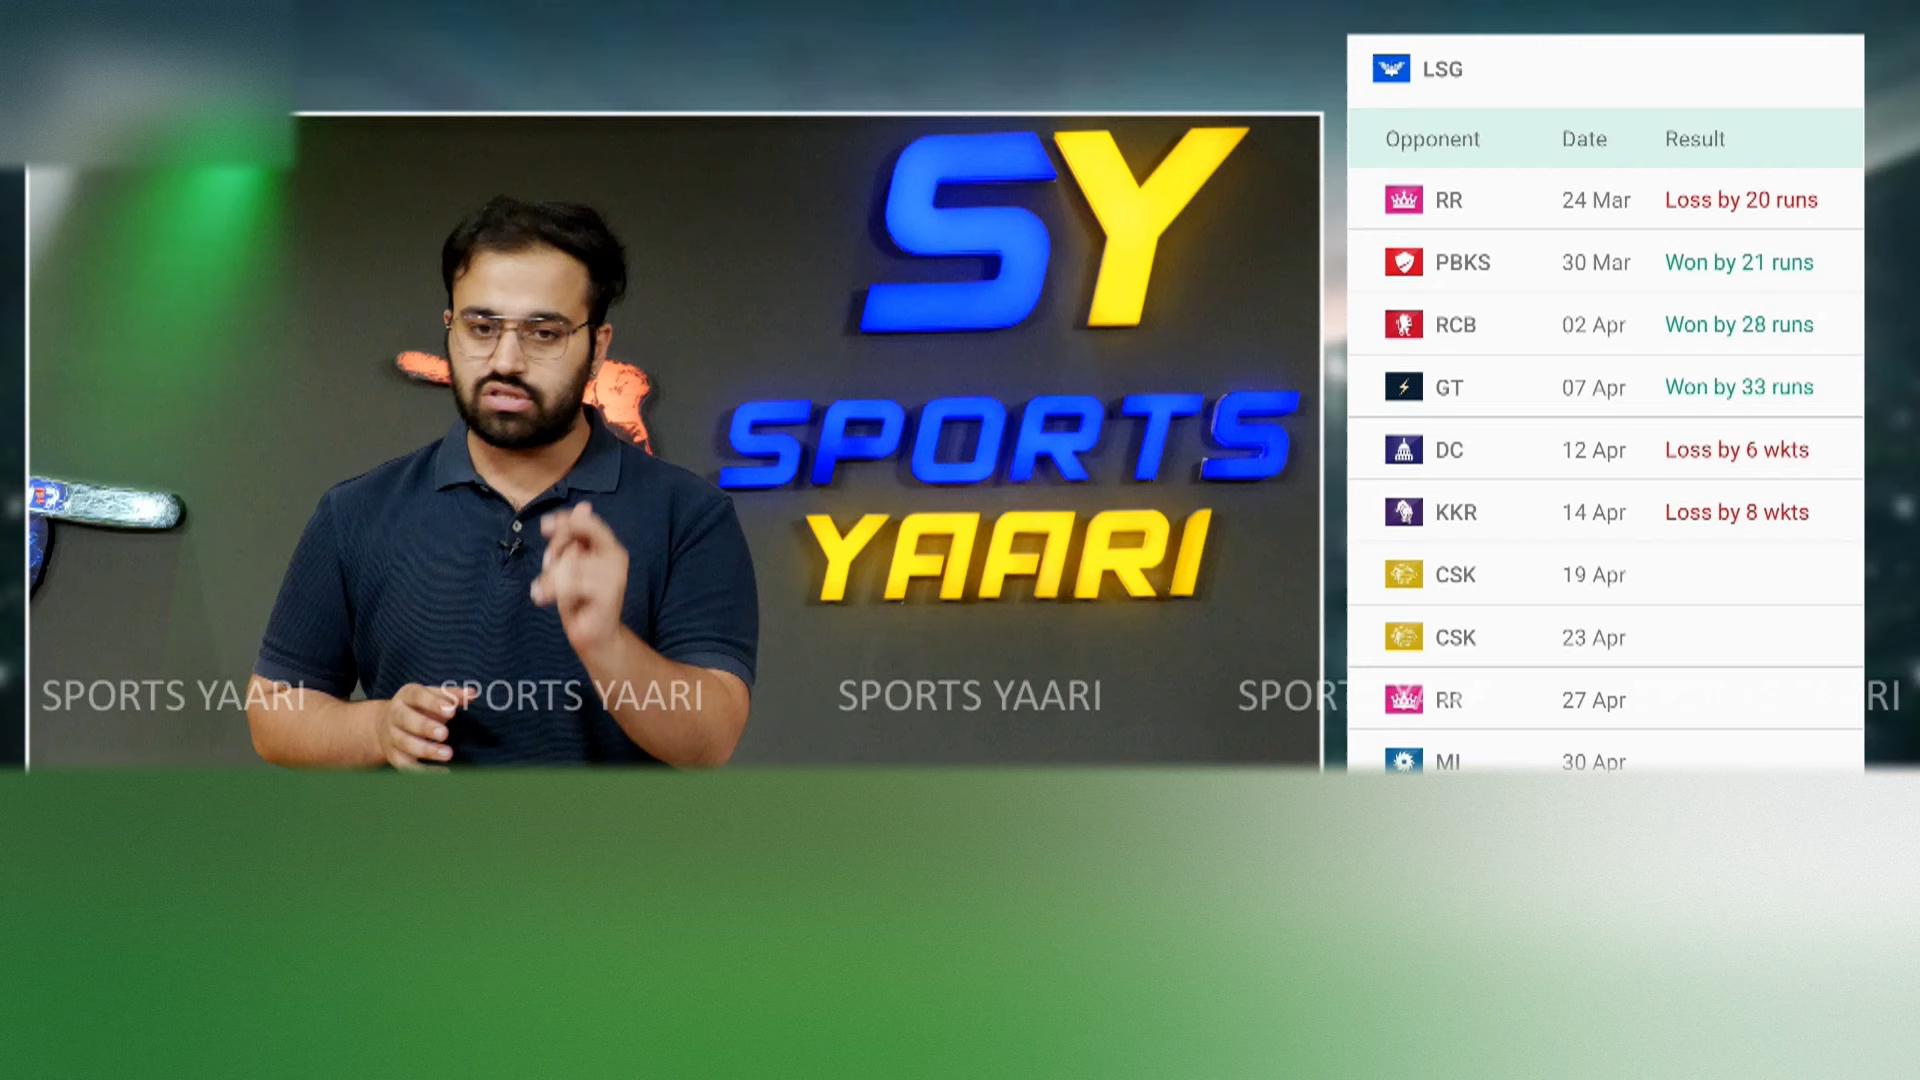 SY
SPORTS
YAARI
LSG
Opponent Date Result
RR 24 Mar Loss by 20 runs
PBKS 30 Mar Won by 21 runs
RCB 02 Apr Won by 28 runs
GT 07 Apr Won by 33 runs
DC 12 Apr Loss by 6 wkts
KKR 14 Apr Loss by 8 wkts
CSK 19 Apr
CSK 23 Apr
RR 27 Apr
MI 30 Apr
SPORTS YAARI SPORTS YAARI SPORTS YAARI